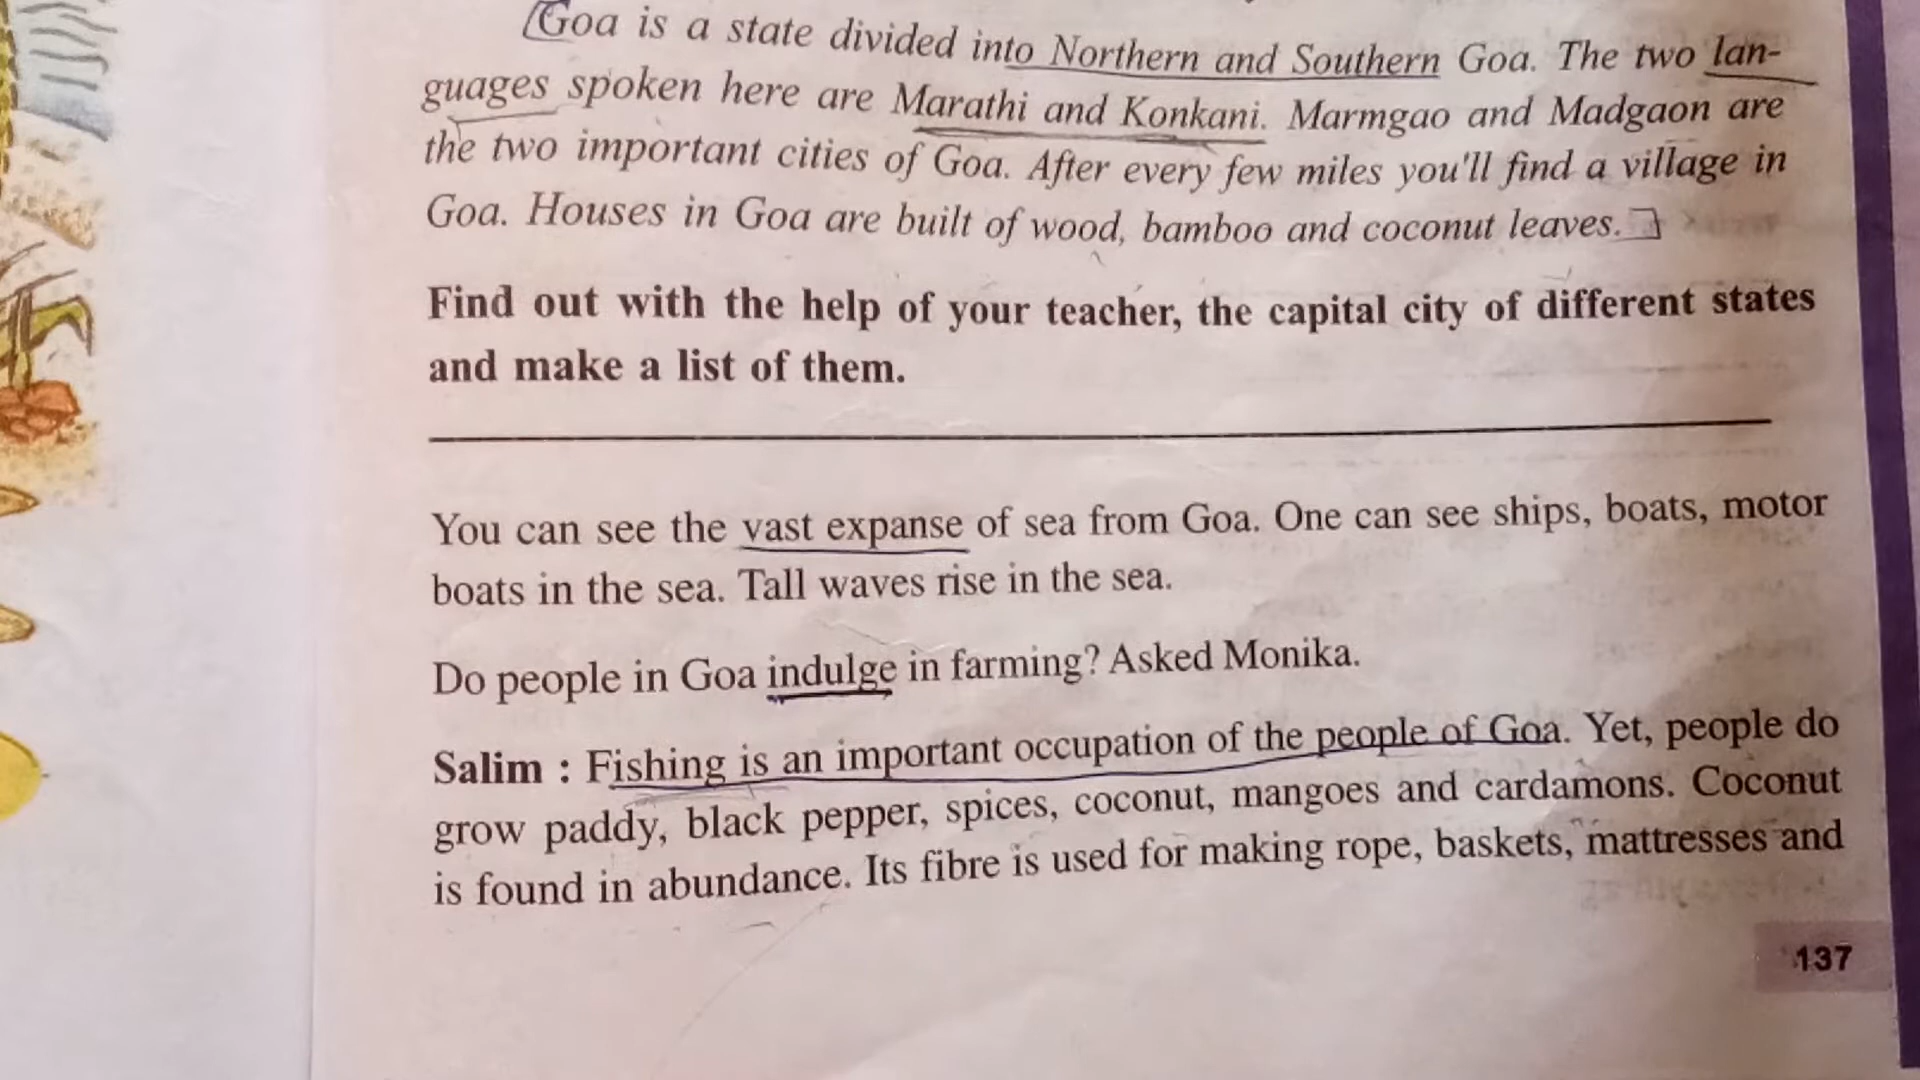 Goa is a state divided into Northern and Southern Goa. The two lan-
guages spoken here are Marathi and Konkani. Marmgao and Madgaon are
the two important cities of Goa. After every few miles you'll find a village in
Goa. Houses in Goa are built of wood, bamboo and coconut leaves.
Find out with the help of your teacher, the capital city of different states
and make a list of them.
You can see the vast expanse of sea from Goa. One can see ships, boats, motor
boats in the sea. Tall waves rise in the sea.
Do people in Goa indulge in farming? Asked Monika.
Salim : Fishing is an important occupation of the people of Goa. Yet, people do
grow paddy, black pepper, spices, coconut, mangoes and cardamons. Coconut
is found in abundance. Its fibre is used for making rope, baskets, mattresses and
137